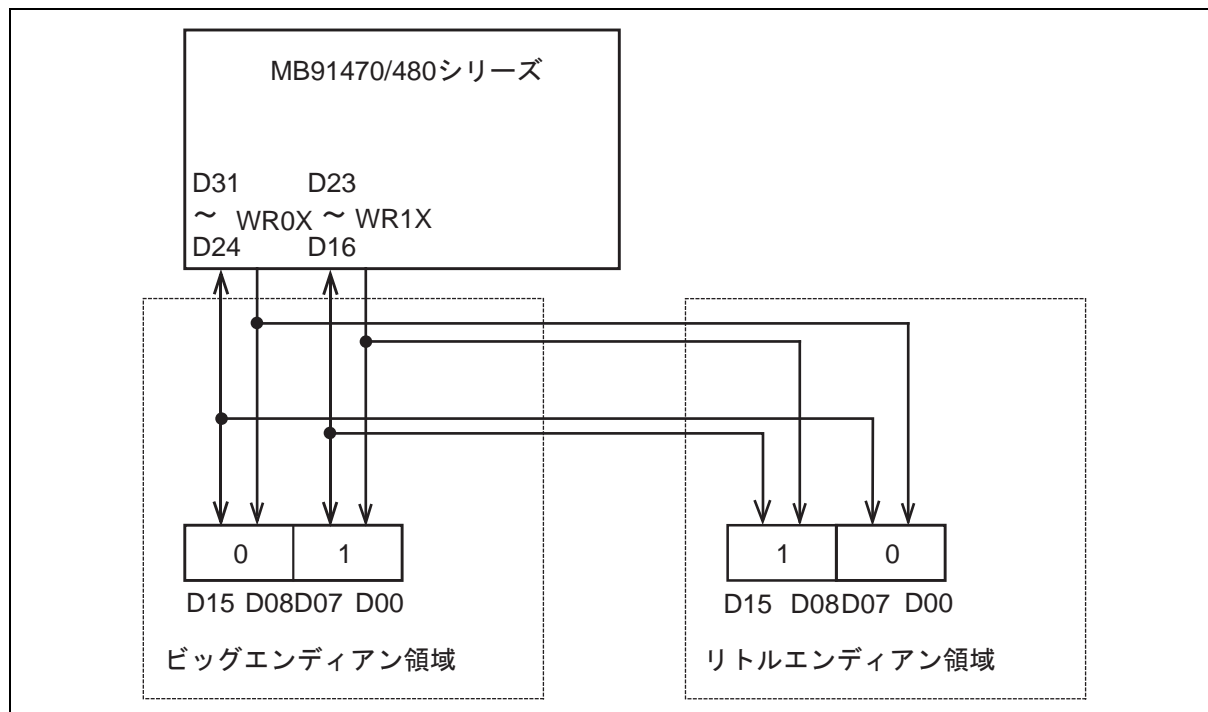 MB91470/480シリーズ
D31 D23
～ WR0X ～ WR1X
D24 D16
0 1
1 0
D15 D08D07 D00
D15 D08D07 D00
ビッグエンディアン領域
リトルエンディアン領域